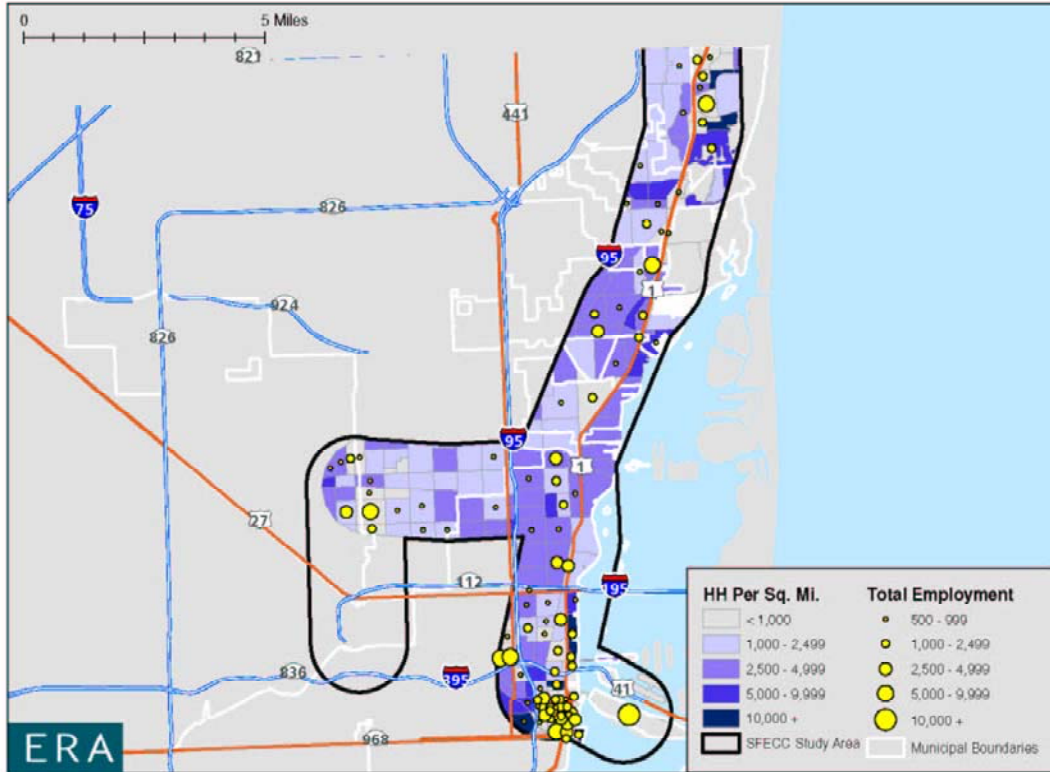 0 5 Miles
821
441
75
826
95
1
924
826
95
1
27
112
195
836
395
41
968
HH Per Sq. Mi.
< 1,000
1,000 - 2,499
2,500 - 4,999
5,000 - 9,999
10,000 +
SFECC Study Area
Total Employment
500 - 999
1,000 - 2,499
2,500 - 4,999
5,000 - 9,999
10,000 +
Municipal Boundaries
ERA